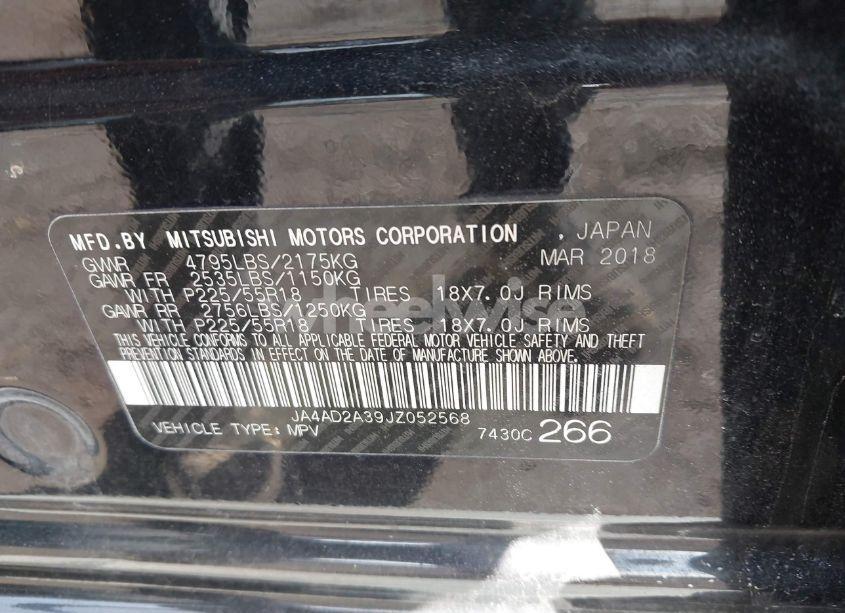 MFD.BY MITSUBISHI MOTORS CORPORATION , JAPAN
GVWR 4795LBS/2175KG MAR 2018
GAWR FR 2535LBS/1150KG
WITH P225/55R18 TIRES 18X7.0J RIMS
GAWR RR 2756LBS/1250KG
WITH P225/55R18 TIRES 18X7.0J RIMS
THIS VEHICLE CONFORMS TO ALL APPLICABLE FEDERAL MOTOR VEHICLE SAFETY AND THEFT
PREVENTION STANDARDS IN EFFECT ON THE DATE OF MANUFACTURE SHOWN ABOVE.
JA4AD2A39JZ052568
VEHICLE TYPE:MPV 7430C 266